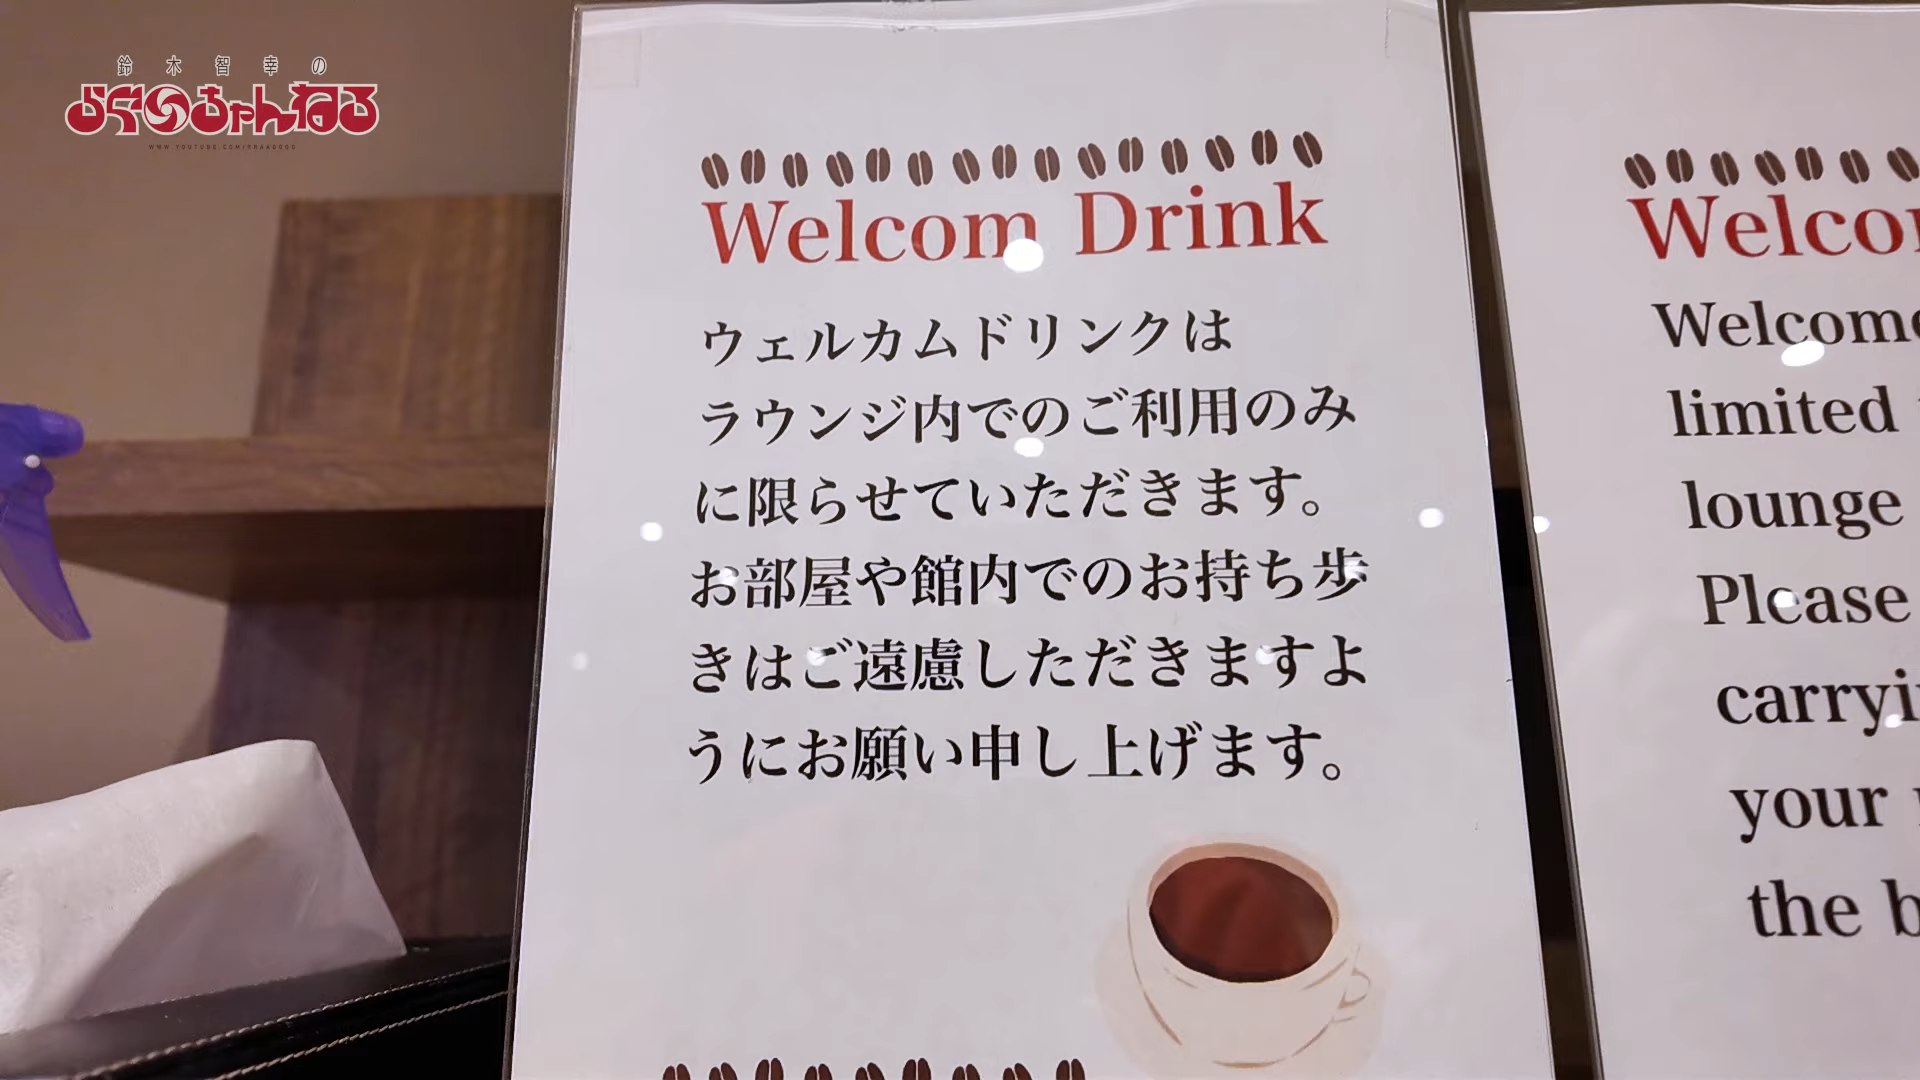 鈴木智幸の
らぐちゃんねる
Welcom Drink
ウェルカムドリンクは
ラウンジ内でのご利用のみ
に限らせていただきます。
お部屋や館内でのお持ち歩
きはご遠慮しただきますよ
うにお願い申し上げます。
Welcom
Welcome
limited
lounge
Please
carryi
your
the b